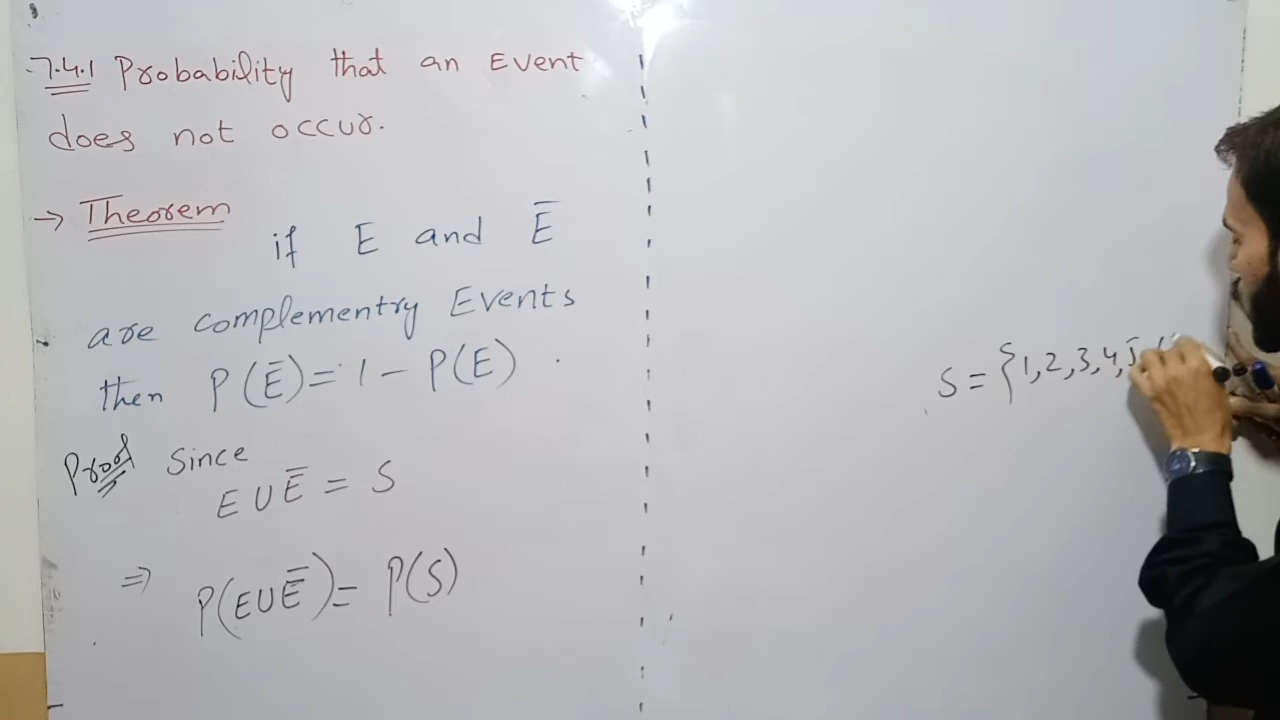 7.4.1 Probability that an Event
does not occur.
→ Theorem
if E and E̅
are complementry Events
then P(E̅) = 1 - P(E).
Proof Since
E ∪ E̅ = S
⇒ P(E∪E̅) = P(S)
S = {1,2,3,4,5